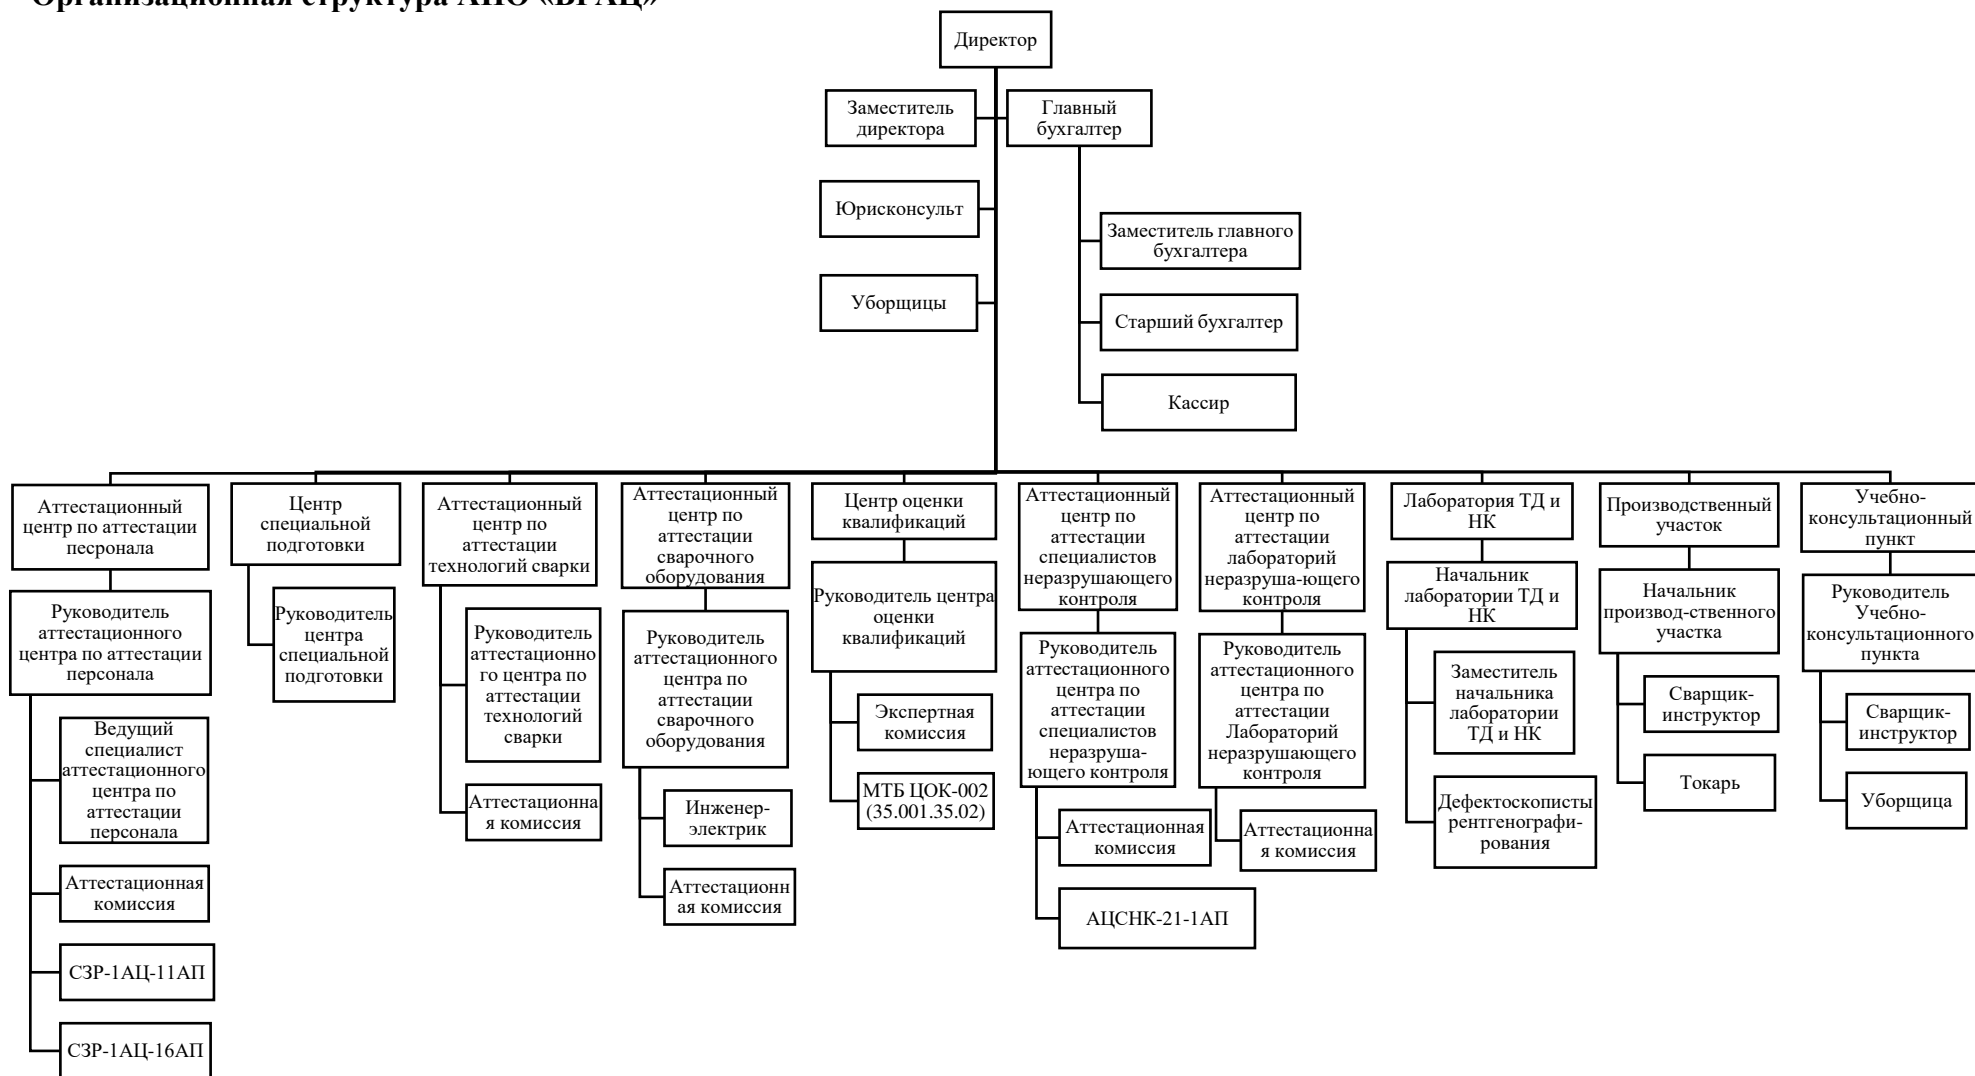 Организационная структура АНО «ВГАЦ»
Директор
Заместитель
директора
Главный
бухгалтер
Юрисконсульт
Заместитель главного
бухгалтера
Уборщицы
Старший бухгалтер
Кассир
Аттестационный
центр по аттестации
песронала
Руководитель
аттестационного
центра по аттестации
персонала
Ведущий
специалист
аттестационного
центра по
аттестации
персонала
Аттестационная
комиссия
СЗР-1АЦ-11АП
СЗР-1АЦ-16АП
Центр
специальной
подготовки
Руководитель
центра
специальной
подготовки
Аттестационный
центр по
аттестации
технологий сварки
Руководитель
аттестационно
го центра по
аттестации
технологий
сварки
Аттестационна
я комиссия
Аттестационный
центр по
аттестации
сварочного
оборудования
Руководитель
аттестационного
центра по
аттестации
сварочного
оборудования
Инженер-
электрик
Аттестационн
ая комиссия
Центр оценки
квалификаций
Руководитель центра
оценки
квалификаций
Экспертная
комиссия
МТБ ЦОК-002
(35.001.35.02)
Аттестационный
центр по
аттестации
специалистов
неразрушающего
контроля
Руководитель
аттестационного
центра по
аттестации
специалистов
неразруша-
ющего контроля
Аттестационная
комиссия
АЦСНК-21-1АП
Аттестационный
центр по
аттестации
лабораторий
неразруша-ющего
контроля
Руководитель
аттестационного
центра по
аттестации
Лабораторий
неразрушающего
контроля
Аттестационна
я комиссия
Лаборатория ТД и
НК
Начальник
лаборатории ТД и
НК
Заместитель
начальника
лаборатории
ТД и НК
Дефектоскописты
рентгенографи-
рования
Производственный
участок
Начальник
производ-ственного
участка
Сварщик-
инструктор
Токарь
Учебно-
консультационный
пункт
Руководитель
Учебно-
консультационного
пункта
Сварщик-
инструктор
Уборщица